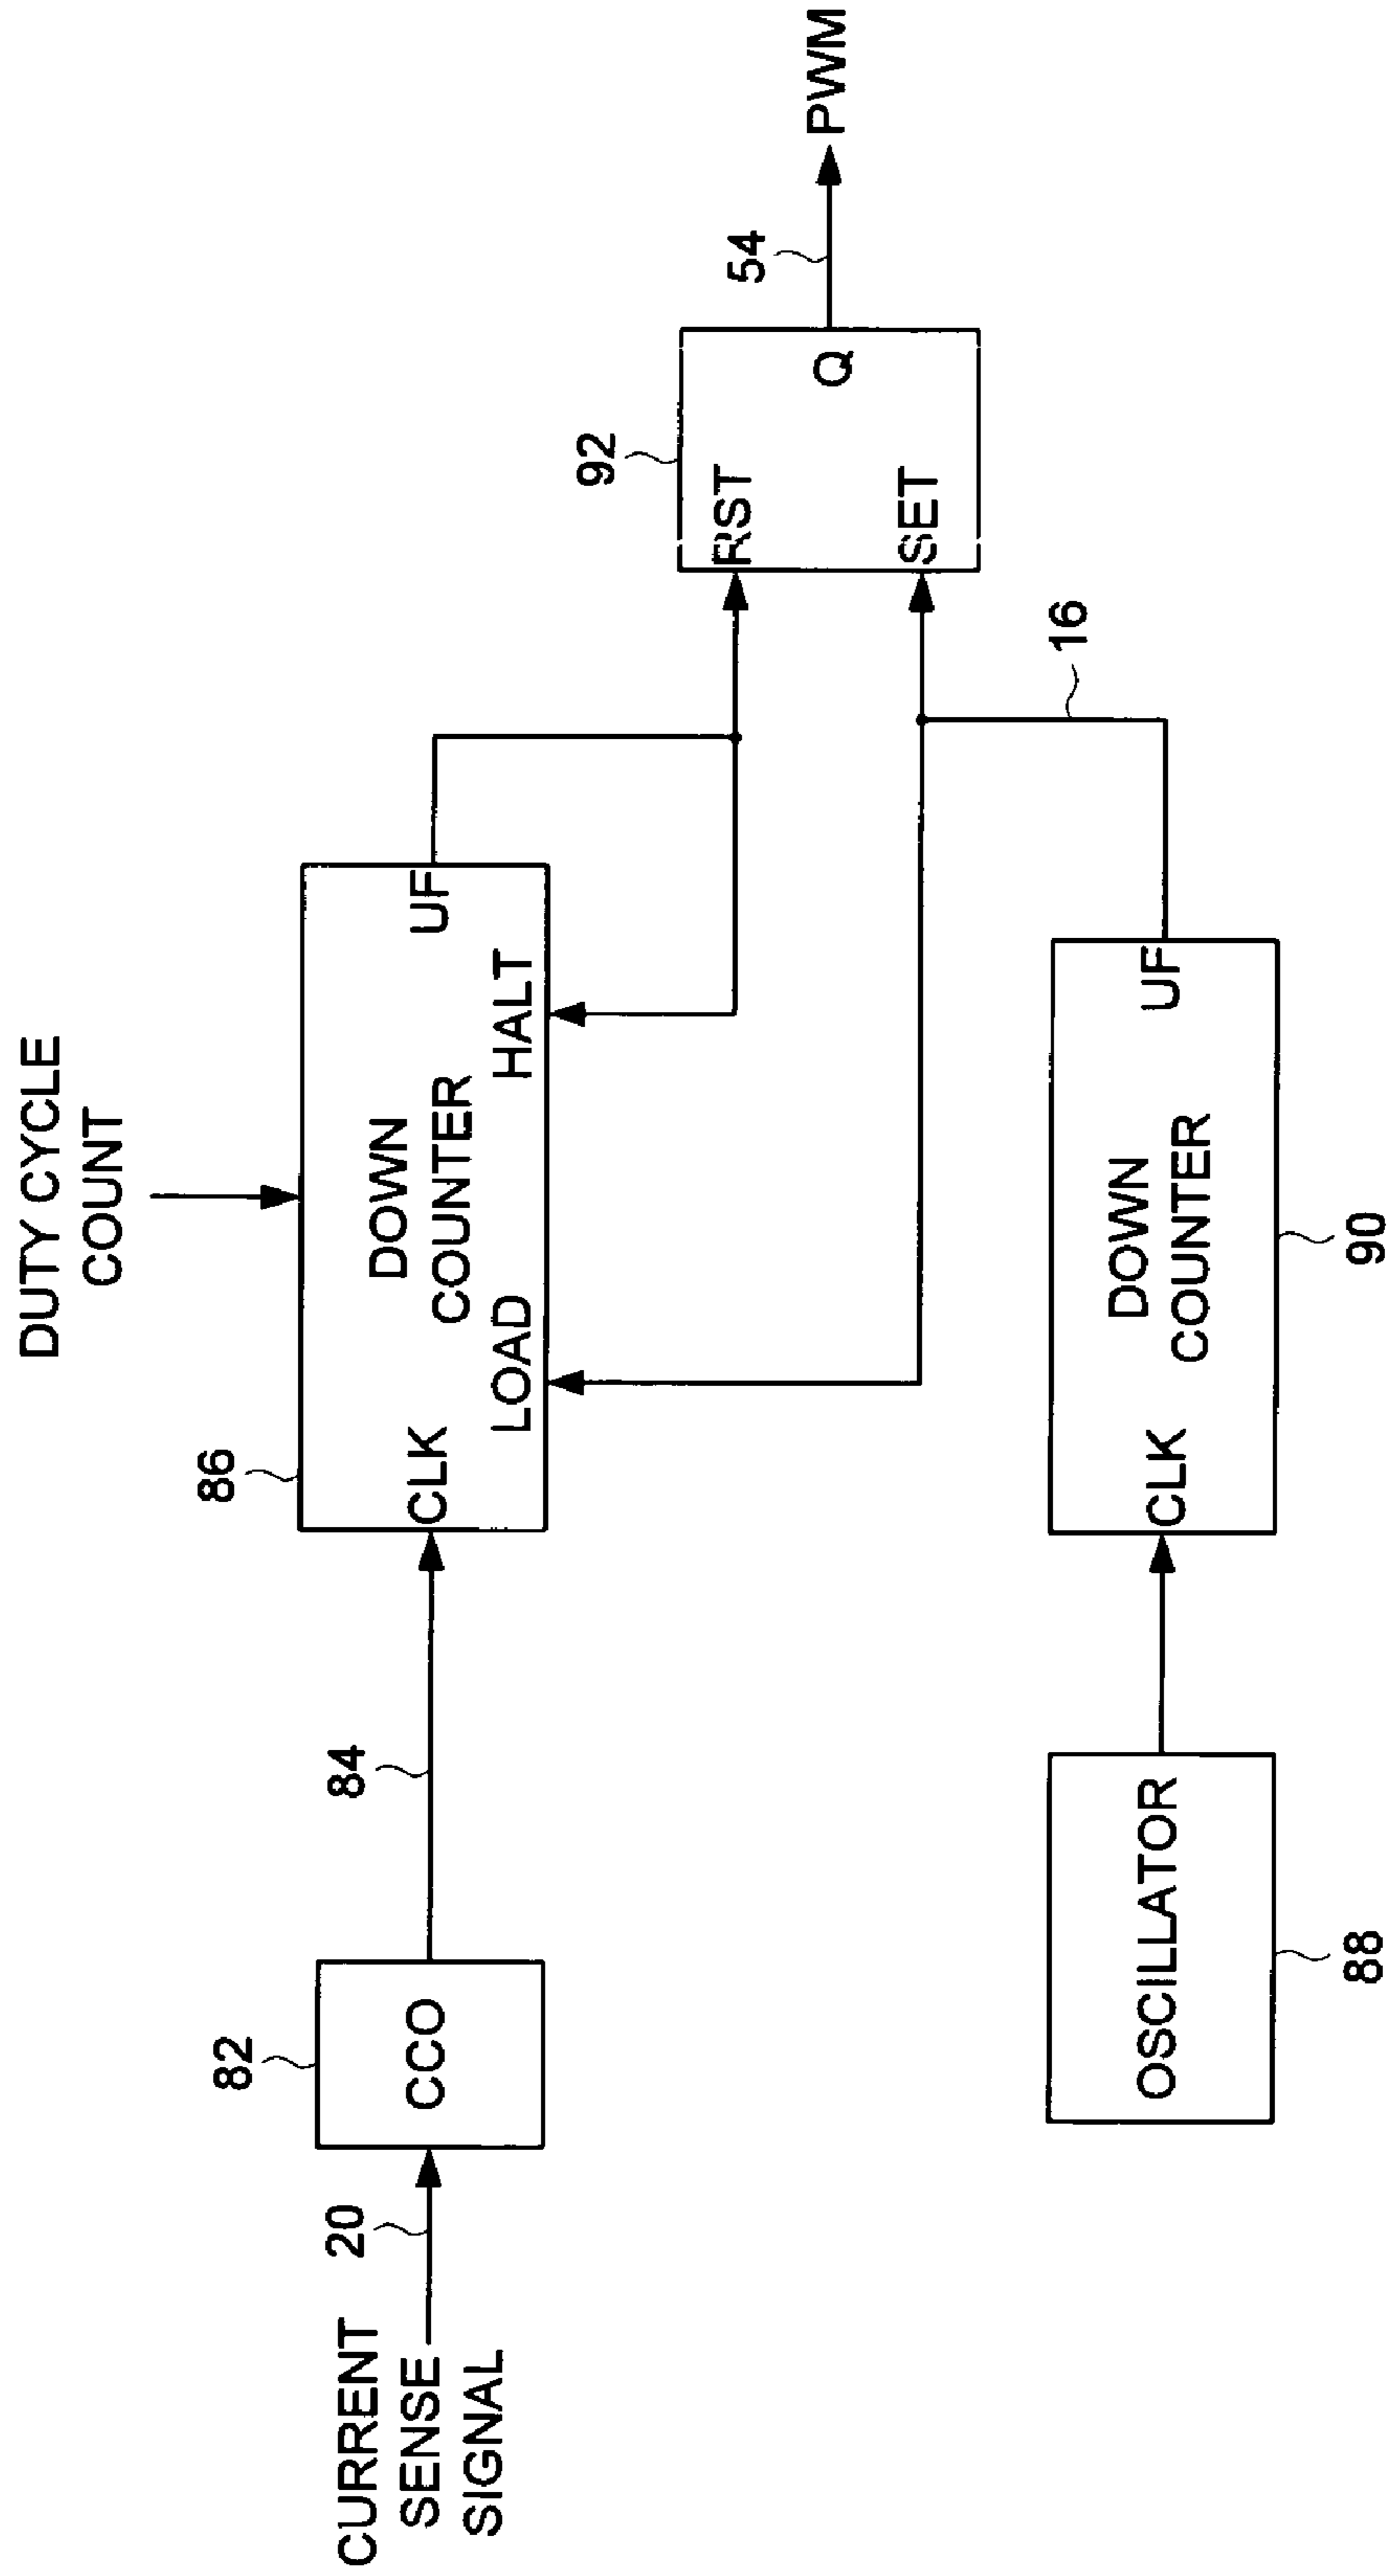 DUTY CYCLE
COUNT
CURRENT
SENSE
SIGNAL
20
82
CCO
84
86
CLK
DOWN
COUNTER
UF
LOAD
HALT
92
RST
SET
Q
54
PWM
16
OSCILLATOR
88
CLK
DOWN
COUNTER
UF
90